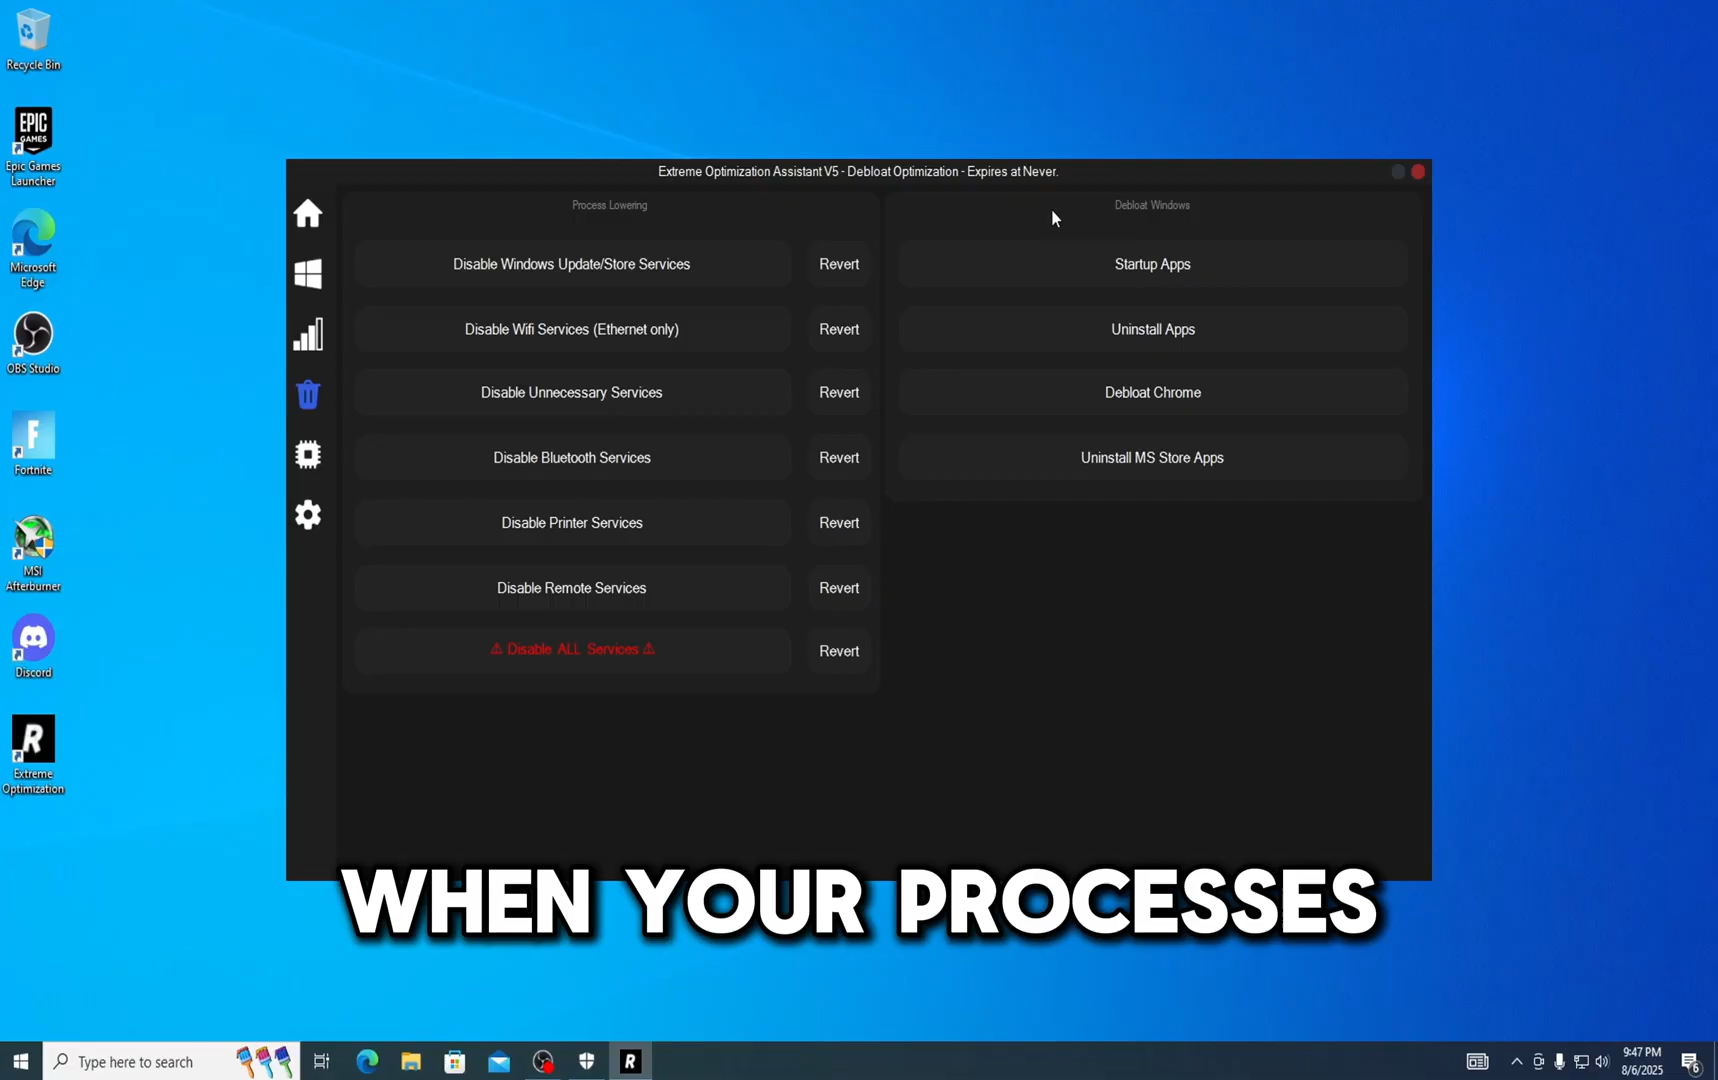 Recycle Bin
EPIC
GAMES
Epic Games
Launcher
Microsoft
Edge
OBS Studio
F
Fortnite
MSI
Afterburner
Discord
R
Extreme
Optimization
Extreme Optimization Assistant V5 - Debloat Optimization - Expires at Never.
Process Lowering
Disable Windows Update/Store Services
Revert
Disable Wifi Services (Ethernet only)
Revert
Disable Unnecessary Services
Revert
Disable Bluetooth Services
Revert
Disable Printer Services
Revert
Disable Remote Services
Revert
⚠ Disable ALL Services ⚠
Revert
Debloat Windows
Startup Apps
Uninstall Apps
Debloat Chrome
Uninstall MS Store Apps
WHEN YOUR PROCESSES
Type here to search
R
9:47 PM
8/6/2025
6